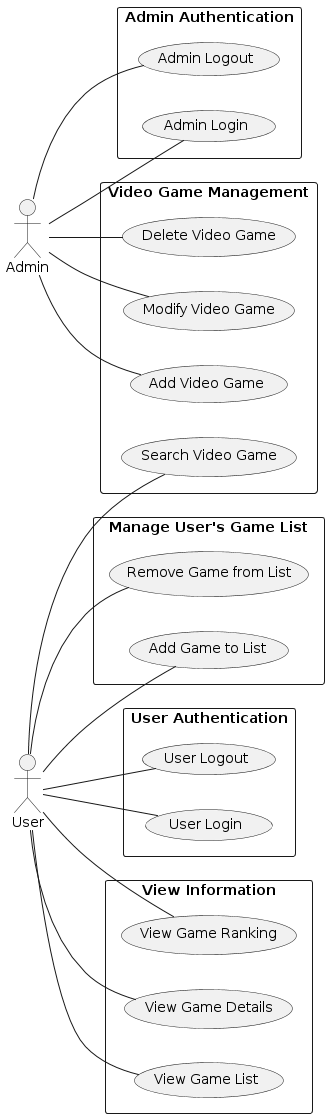 Admin Authentication
Admin Logout
Admin Login
Video Game Management
Delete Video Game
Admin
Modify Video Game
Add Video Game
Search Video Game
Manage User's Game List
Remove Game from List
Add Game to List
User Authentication
User Logout
User
User Login
View Information
View Game Ranking
View Game Details
View Game List